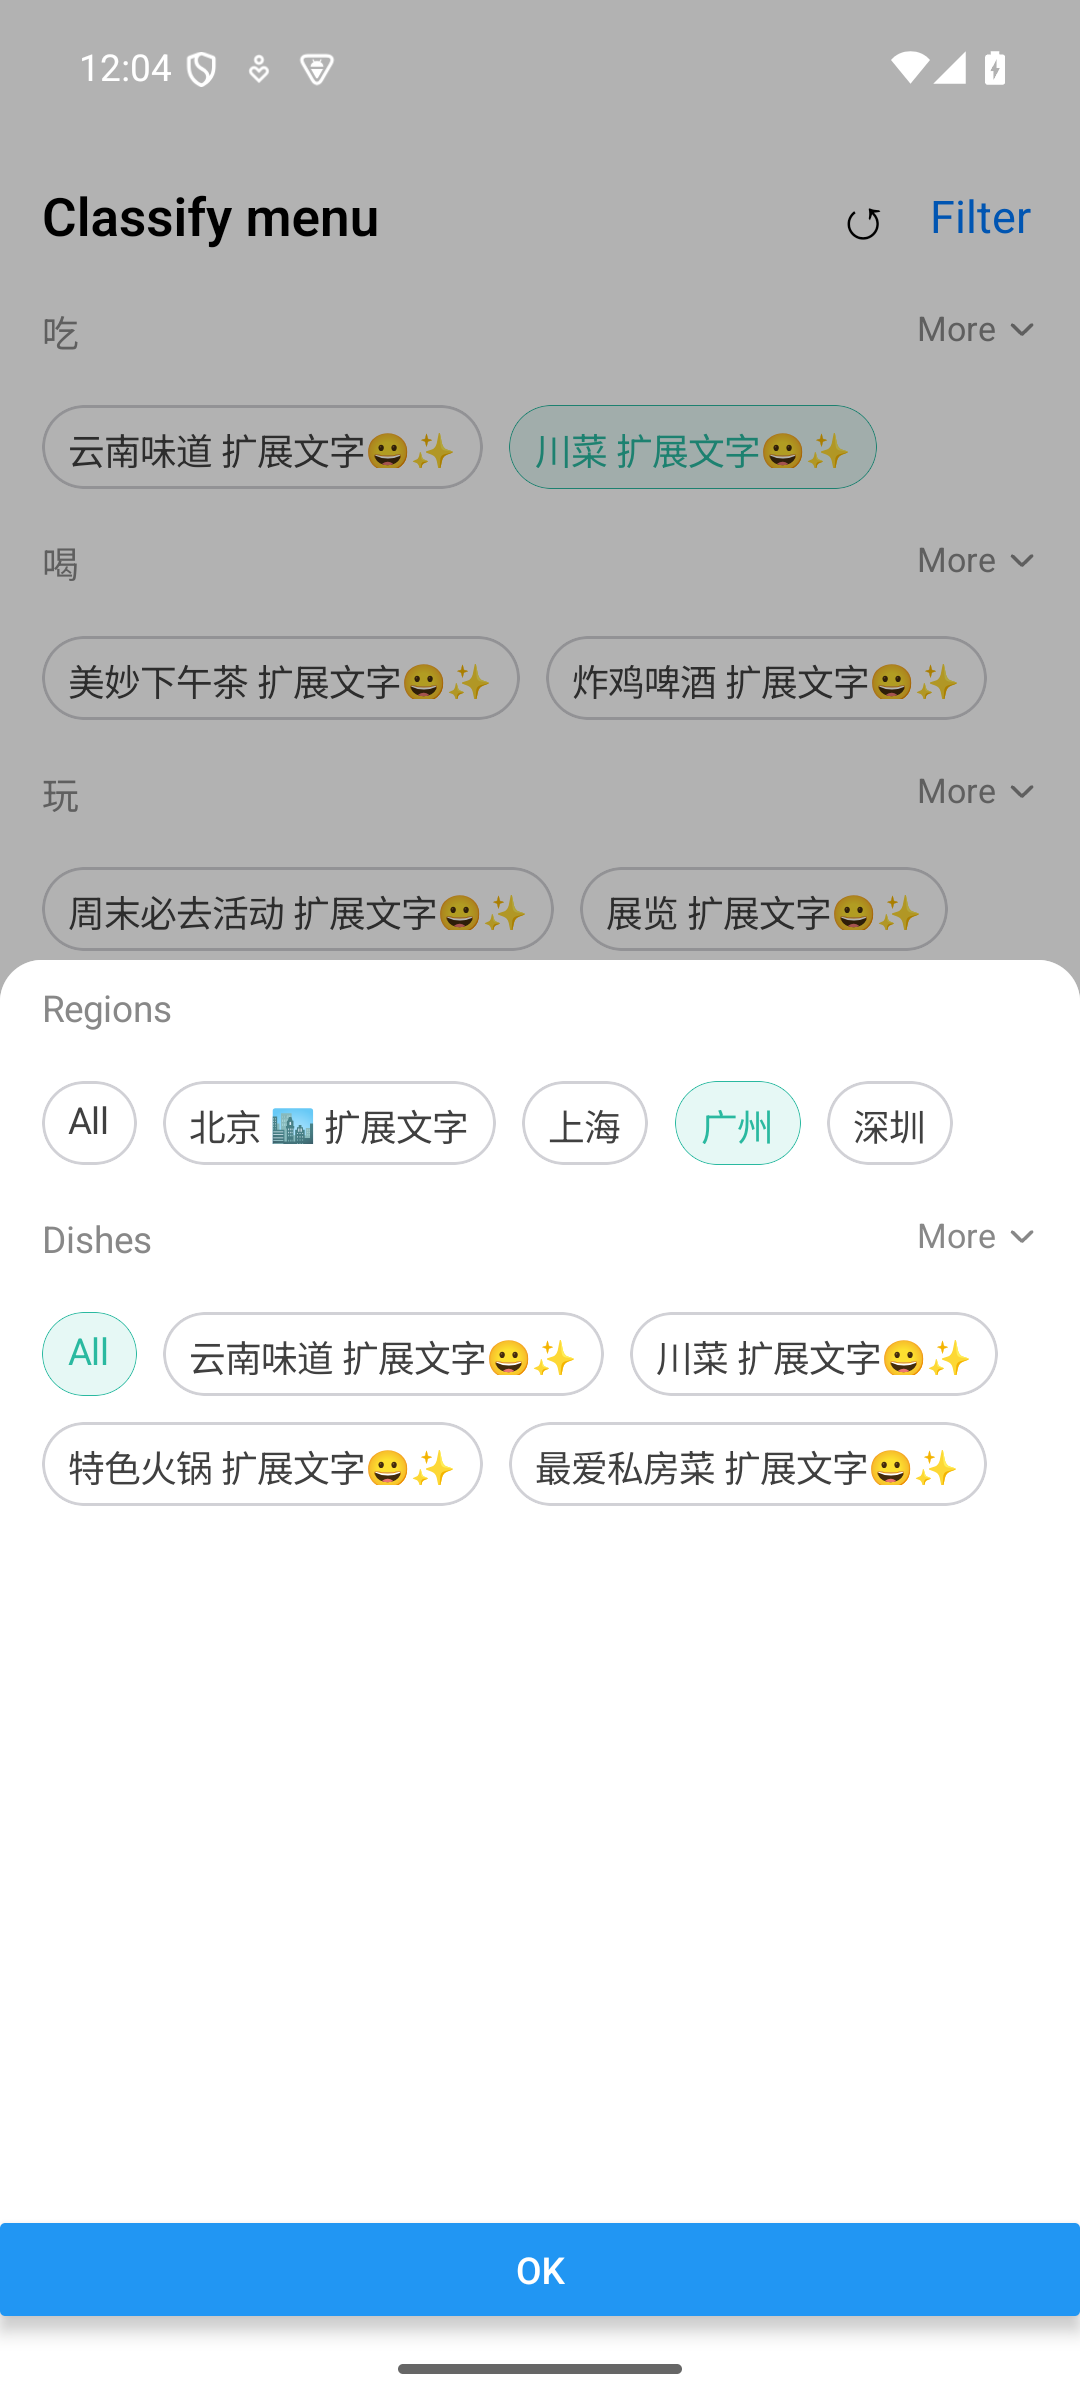 12:04
Classify menu
Filter
吃
More
云南味道 扩展文字😀✨
川菜 扩展文字😀✨
喝
More
美妙下午茶 扩展文字😀✨
炸鸡啤酒 扩展文字😀✨
玩
More
周末必去活动 扩展文字😀✨
展览 扩展文字😀✨
Regions
All
北京 🏙️ 扩展文字
上海
广州
深圳
Dishes
More
All
云南味道 扩展文字😀✨
川菜 扩展文字😀✨
特色火锅 扩展文字😀✨
最爱私房菜 扩展文字😀✨
OK